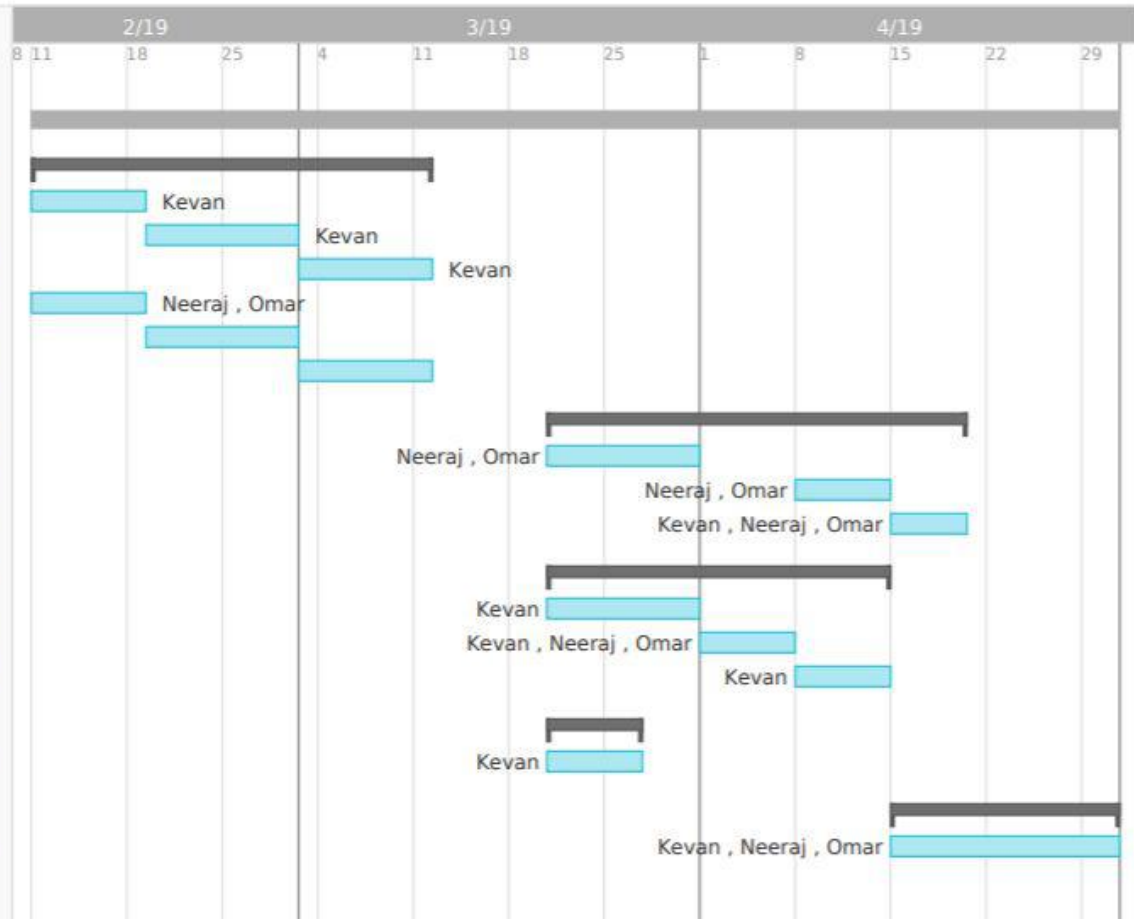 2/19 3/19 4/19
8 11 18 25 4 11 18 25 1 8 15 22 29
Kevan
Kevan
Kevan
Neeraj , Omar
Neeraj , Omar
Neeraj , Omar
Kevan , Neeraj , Omar
Kevan
Kevan , Neeraj , Omar
Kevan
Kevan
Kevan , Neeraj , Omar